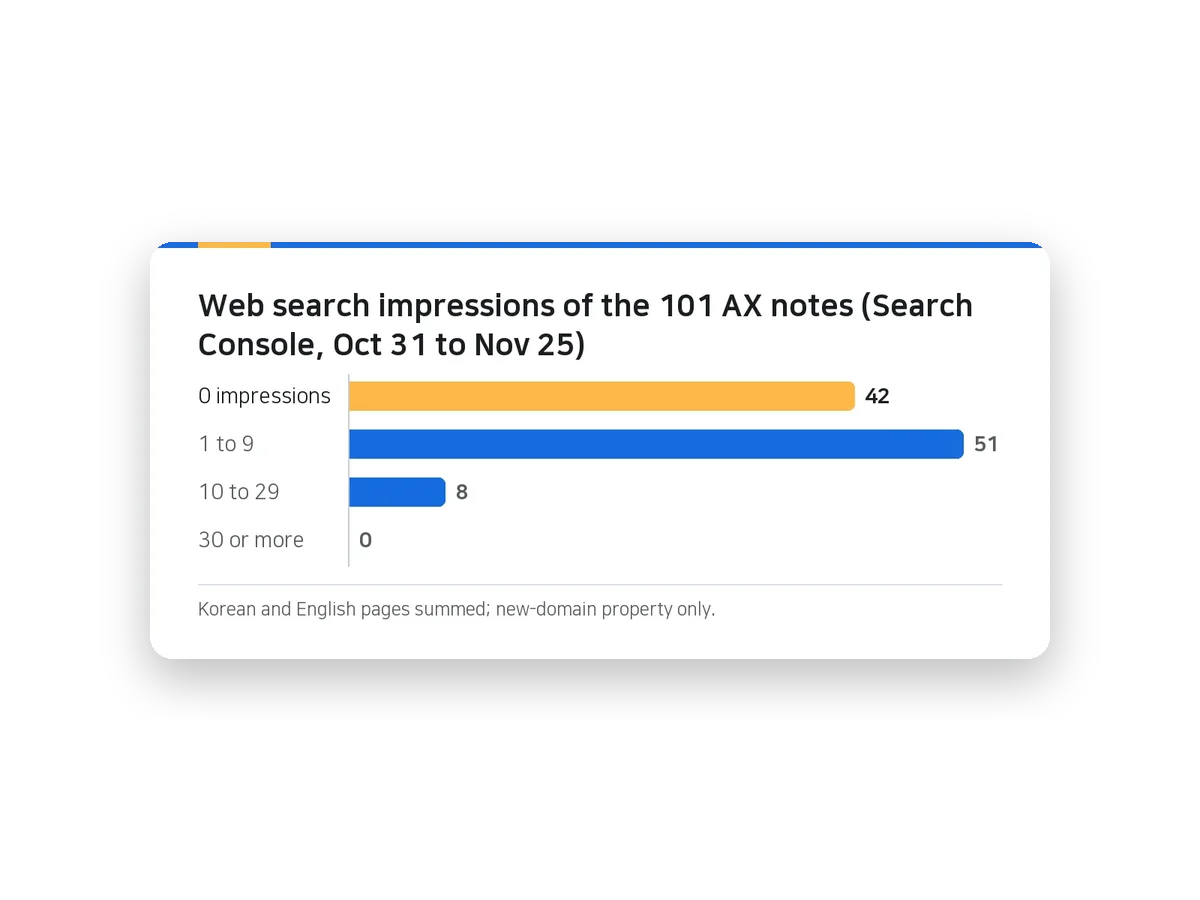 Web search impressions of the 101 AX notes (Search
Console, Oct 31 to Nov 25)
0 impressions 42
1 to 9 51
10 to 29 8
30 or more 0
Korean and English pages summed; new-domain property only.